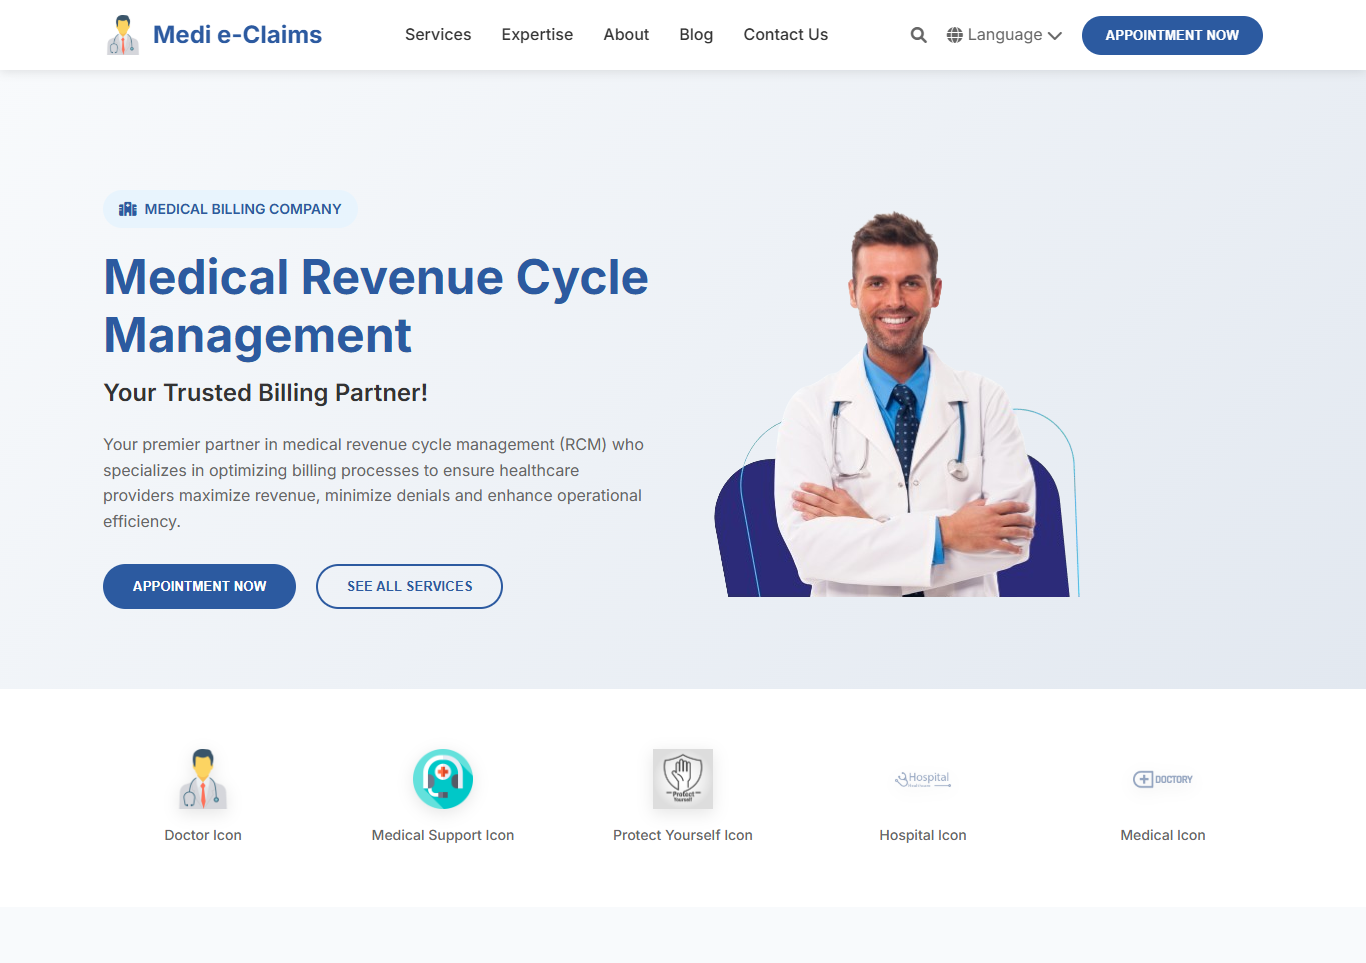 Medi e-Claims
Services
Expertise
About
Blog
Contact Us
Language
APPOINTMENT NOW
MEDICAL BILLING COMPANY
Medical Revenue Cycle
Management
Your Trusted Billing Partner!
Your premier partner in medical revenue cycle management (RCM) who
specializes in optimizing billing processes to ensure healthcare
providers maximize revenue, minimize denials and enhance operational
efficiency.
APPOINTMENT NOW
SEE ALL SERVICES
Protect
Yourself
Hospital
DOCTORY
Doctor Icon
Medical Support Icon
Protect Yourself Icon
Hospital Icon
Medical Icon